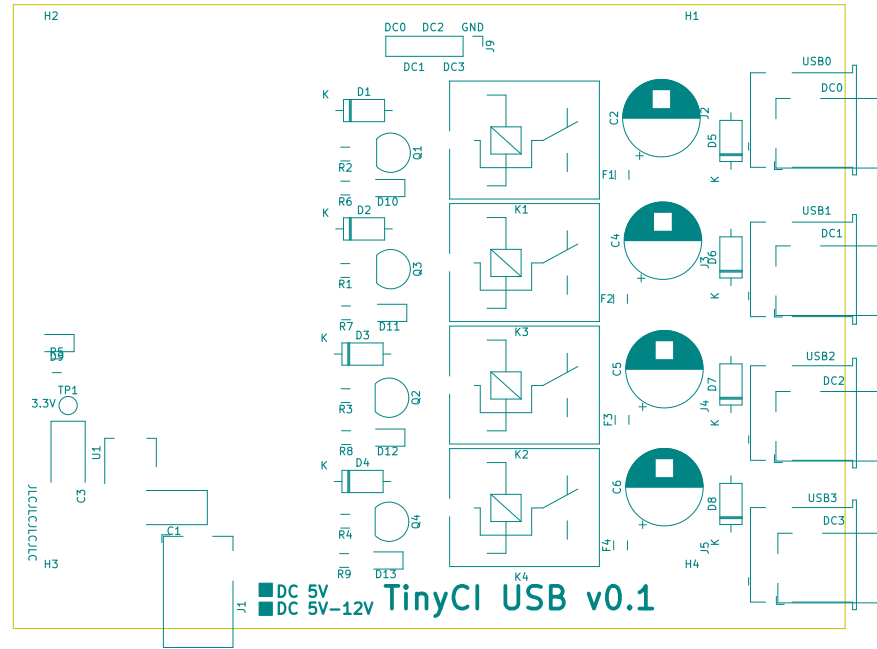 H2
H1
DC0 DC2 GND
J9
DC1 DC3
USB0
DC0
K D1
C2
J2
D5
Q1
R2
F1
K
R6 D10
K D2
K1
USB1
DC1
C4
J3
D6
Q3
R1
F2
K
R7 D11
K D3
K3
USB2
DC2
R5
D9
C5
D7
TP1
3.3V
Q2
R3
J4
F3
K
R8 D12
K D4
K2
U1
C3
USB3
DC3
C6
D8
JLCJLCJLCJLC
C1
Q4
R4
F4
J5
K
H3
H4
R9 D13
K4
J1
DC 5V
DC 5V-12V
TinyCI USB v0.1